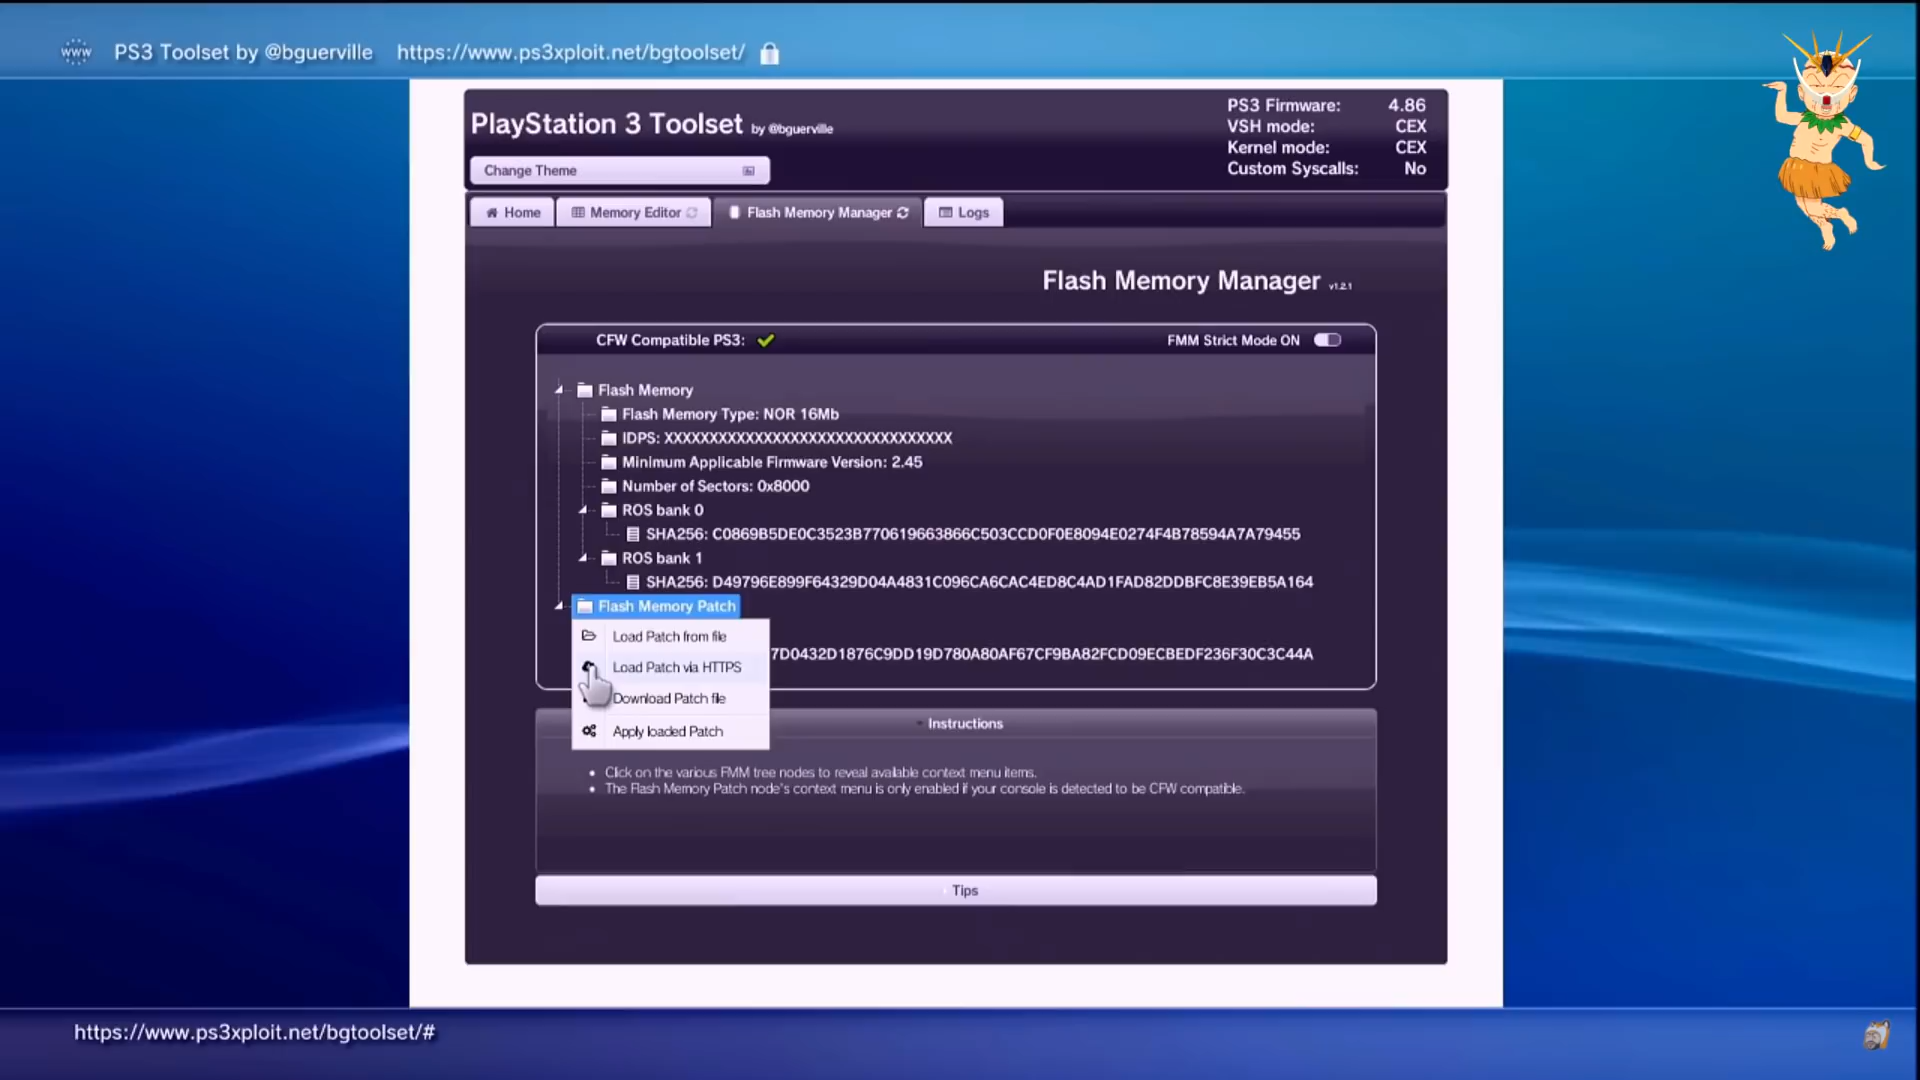 PS3 Toolset by @bguerville https://www.ps3xploit.net/bgtoolset/
PlayStation 3 Toolset by @bguerville
PS3 Firmware: 4.86
VSH mode: CEX
Kernel mode: CEX
Custom Syscalls: No
Change Theme
Home Memory Editor Flash Memory Manager Logs
Flash Memory Manager v1.2.1
CFW Compatible PS3: FMM Strict Mode ON
Flash Memory
Flash Memory Type: NOR 16Mb
IDPS: XXXXXXXXXXXXXXXXXXXXXXXXXXXXXXXX
Minimum Applicable Firmware Version: 2.45
Number of Sectors: 0x8000
ROS bank 0
SHA256: C0869B5DE0C3523B770619663866C503CCD0F0E8094E0274F4B78594A7A79455
ROS bank 1
SHA256: D49796E899F64329D04A4831C096CA6CAC4ED8C4AD1FAD82DDBFC8E39EB5A164
Flash Memory Patch
Load Patch from file
7D0432D1876C9DD19D780A80AF67CF9BA82FCD09ECBEDF236F30C3C44A
Load Patch via HTTPS
Download Patch file
Apply loaded Patch
Instructions
Click on the various FMM tree nodes to reveal available context menu items.
The Flash Memory Patch node's context menu is only enabled if your console is detected to be CFW compatible.
Tips
https://www.ps3xploit.net/bgtoolset/#
www